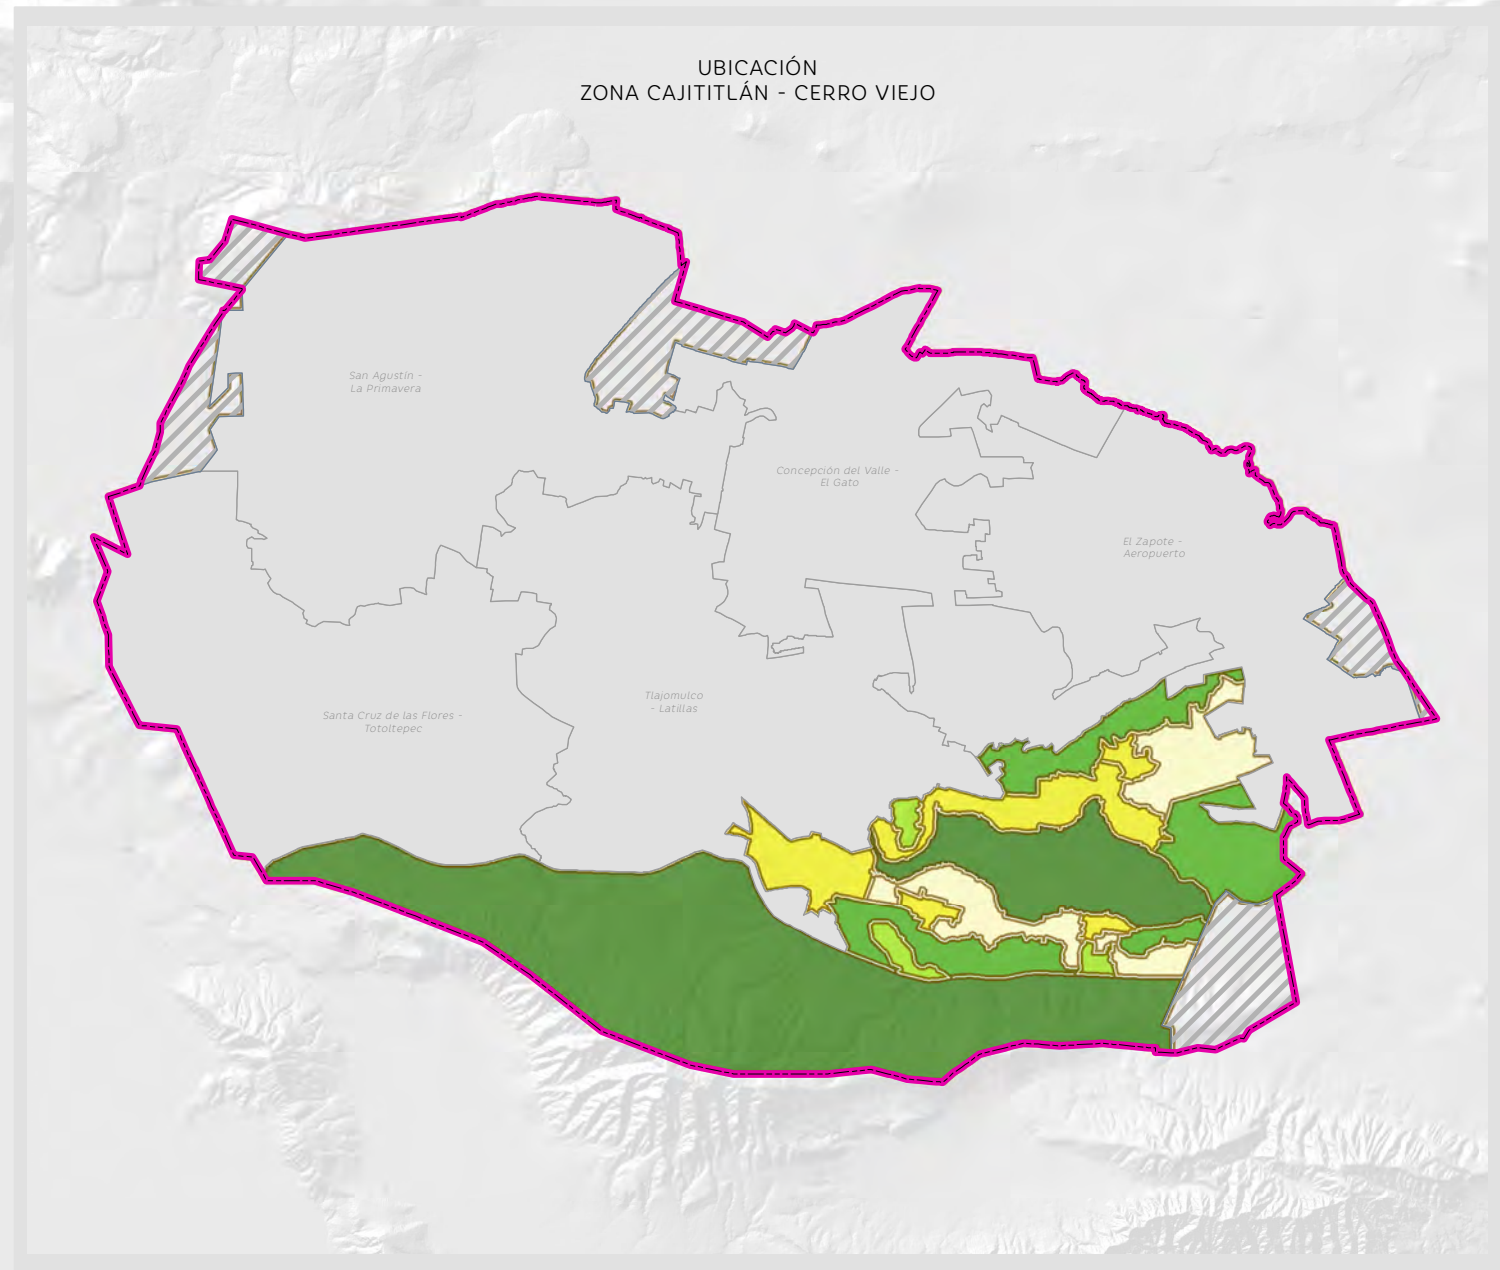 UBICACIÓN
ZONA CAJITITLÁN - CERRO VIEJO
San Agustín -
La Primavera
Concepción del Valle -
El Gato
El Zapote -
Aeropuerto
Tlajomulco
- Latillas
Santa Cruz de las Flores -
Totoltepec